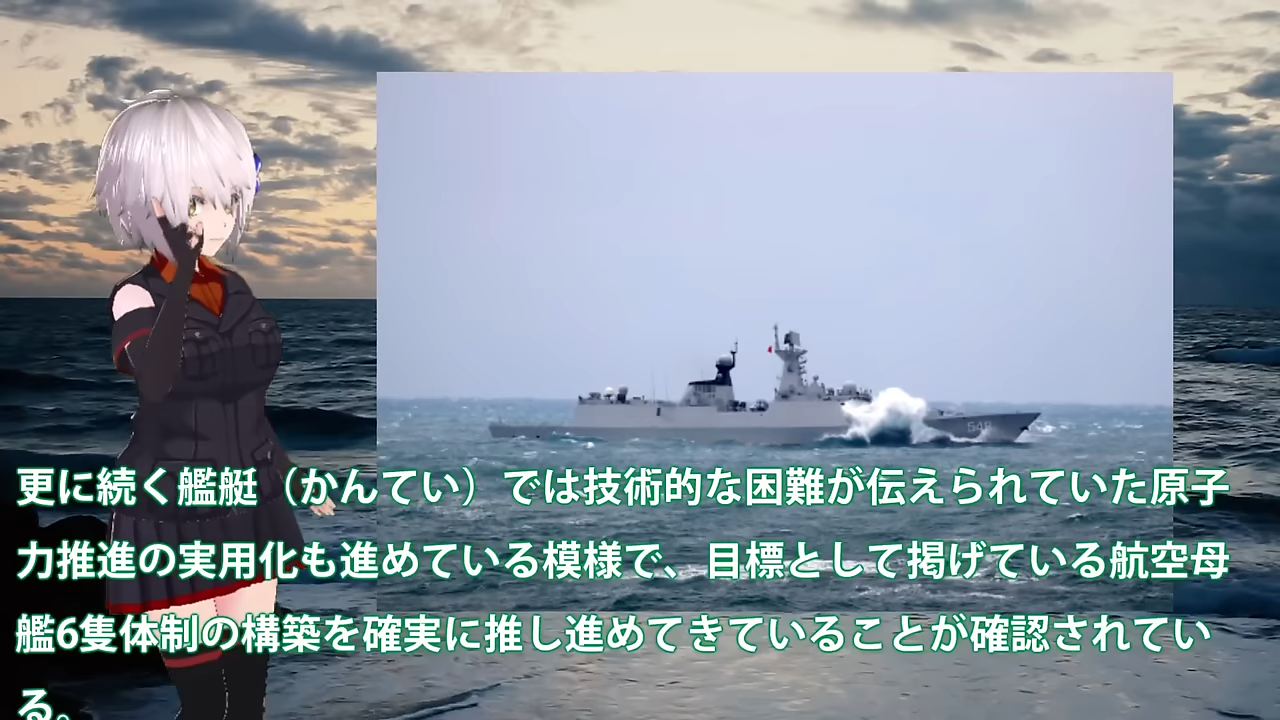 更に続く艦艇（かんてい）では技術的な困難が伝えられていた原子
力推進の実用化も進めている模様で、目標として掲げている航空母
艦6隻体制の構築を確実に推し進めてきていることが確認されてい
る。